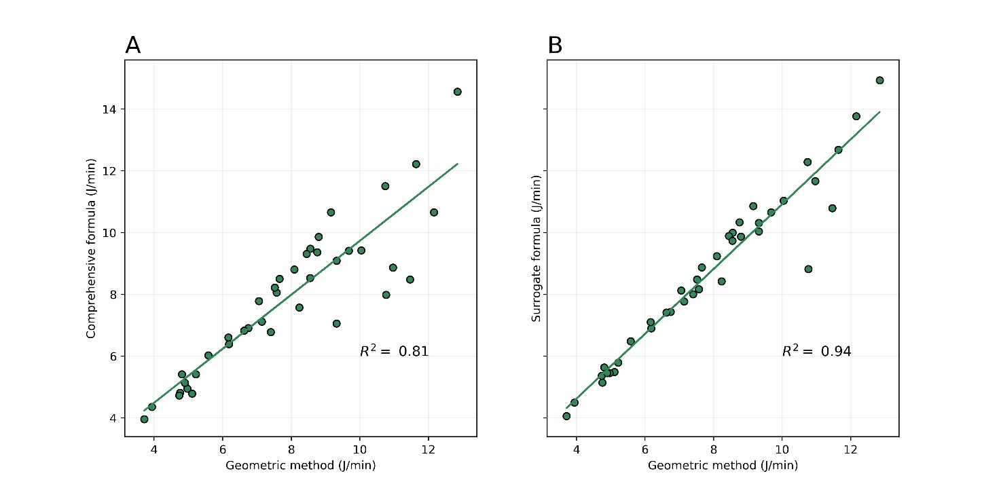 A
B
14
12
10
8
6
4
Comprehensive formula (J/min)
R² = 0.81
4 6 8 10 12
Geometric method (J/min)
Surrogate formula (J/min)
R² = 0.94
4 6 8 10 12
Geometric method (J/min)